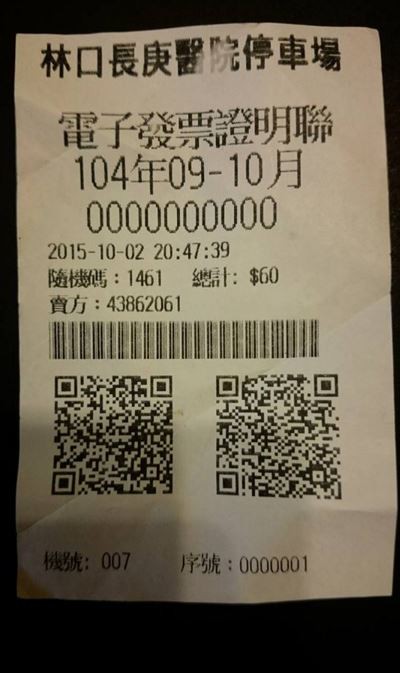 林口長庚醫院停車場
電子發票證明聯
104年09-10月
0000000000
2015-10-02 20:47:39
隨機碼：1461 總計: $60
賣方：43862061
機號: 007 序號：0000001